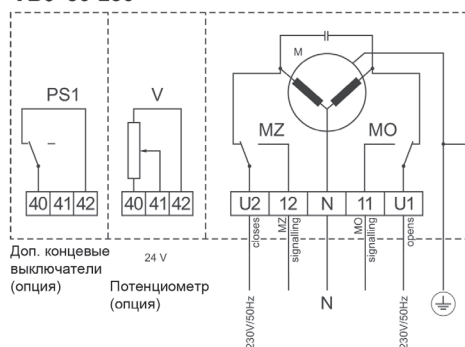 M
PS1
V
MZ
MO
40 41 42
40 41 42
U2 12 N 11 U1
closes
MZ
signalling
MO
signalling
opens
Доп. концевые
выключатели
(опция)
24 V
Потенциометр
(опция)
230V/50Hz
N
230V/50Hz